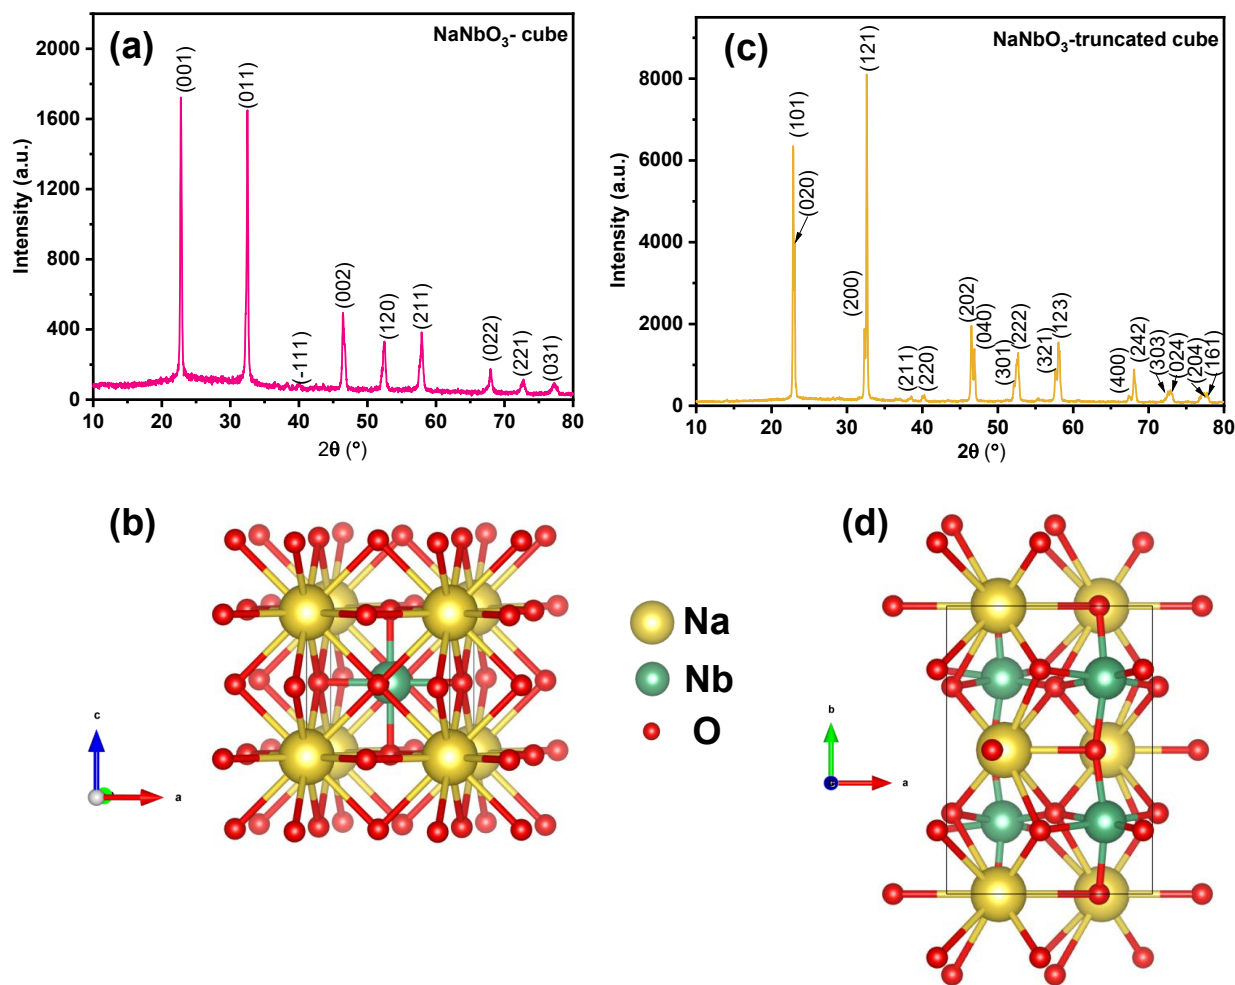 (a)
NaNbO₃- cube
Intensity (a.u.)
2000
1600
1200
800
400
0
(001)
(011)
(-111)
(002)
(120)
(211)
(022)
(221)
(031)
10 20 30 40 50 60 70 80
2θ (°)
(c)
NaNbO₃-truncated cube
Intensity (a.u.)
8000
6000
4000
2000
0
(101)
(020)
(200)
(121)
(211)
(220)
(202)
(040)
(301)
(222)
(321)
(123)
(400)
(242)
(303)
(024)
(204)
(161)
10 20 30 40 50 60 70 80
2θ (°)
(b)
c
a
Na
Nb
O
(d)
b
a